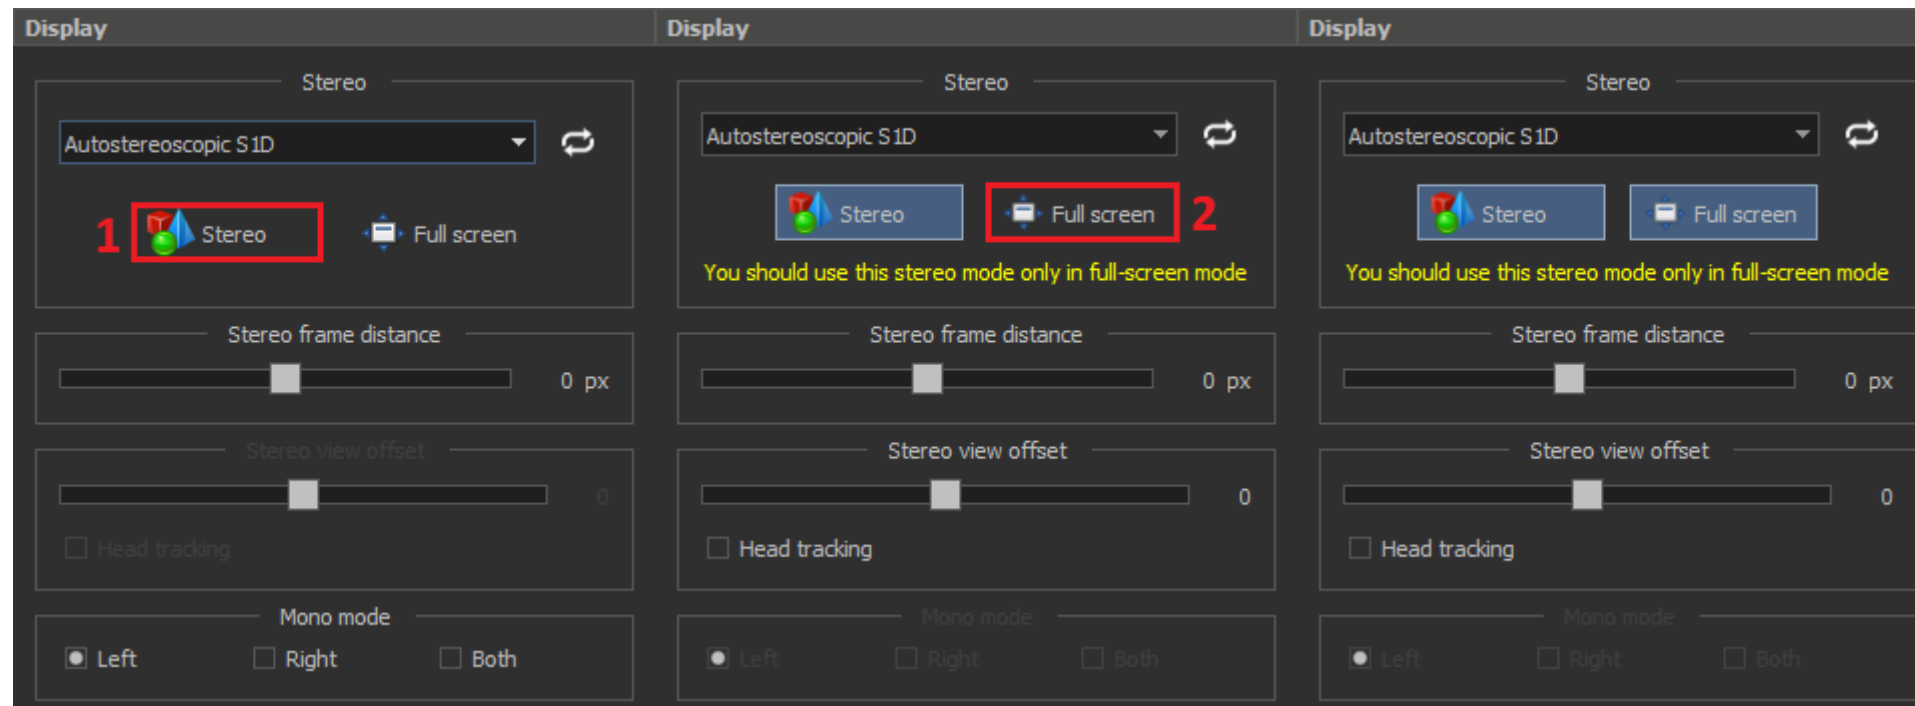 Display
Stereo
Autostereoscopic S1D
1 Stereo Full screen
Stereo frame distance
0 px
Stereo view offset
0
Head tracking
Mono mode
Left Right Both
Display
Stereo
Autostereoscopic S1D
Stereo Full screen 2
You should use this stereo mode only in full-screen mode
Stereo frame distance
0 px
Stereo view offset
0
Head tracking
Mono mode
Left Right Both
Display
Stereo
Autostereoscopic S1D
Stereo Full screen
You should use this stereo mode only in full-screen mode
Stereo frame distance
0 px
Stereo view offset
0
Head tracking
Mono mode
Left Right Both